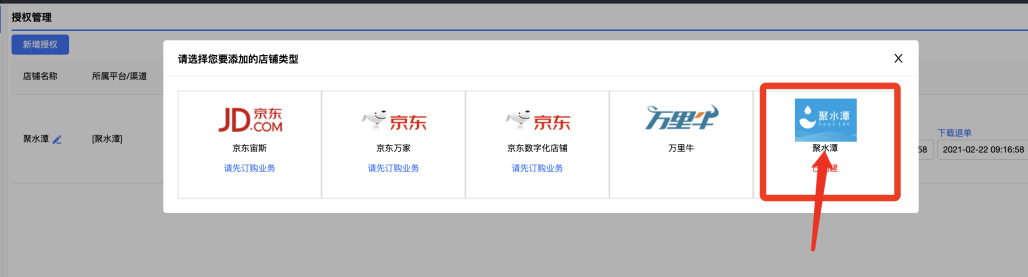 授权管理
新增授权
店铺名称 所属平台/渠道
请选择您要添加的店铺类型
X
JD 京东
.COM
京东
京东
万里牛
聚水潭
京东宙斯
京东万家
京东数字化店铺
万里牛
聚水潭
请先订购业务
请先订购业务
请先订购业务
聚水潭
[聚水潭]
下载退单
58
2021-02-22 09:16:58